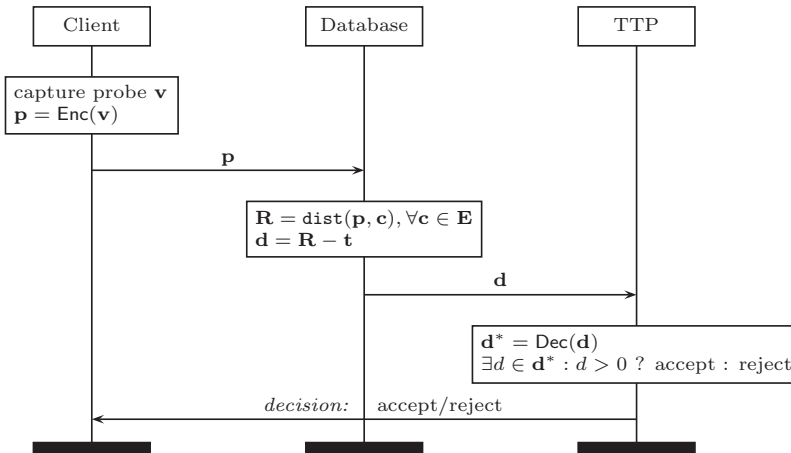 Client
Database
TTP
capture probe v
p = Enc(v)
p
R = dist(p, c), ∀c ∈ E
d = R − t
d
d* = Dec(d)
∃d ∈ d* : d > 0 ? accept : reject
decision: accept/reject